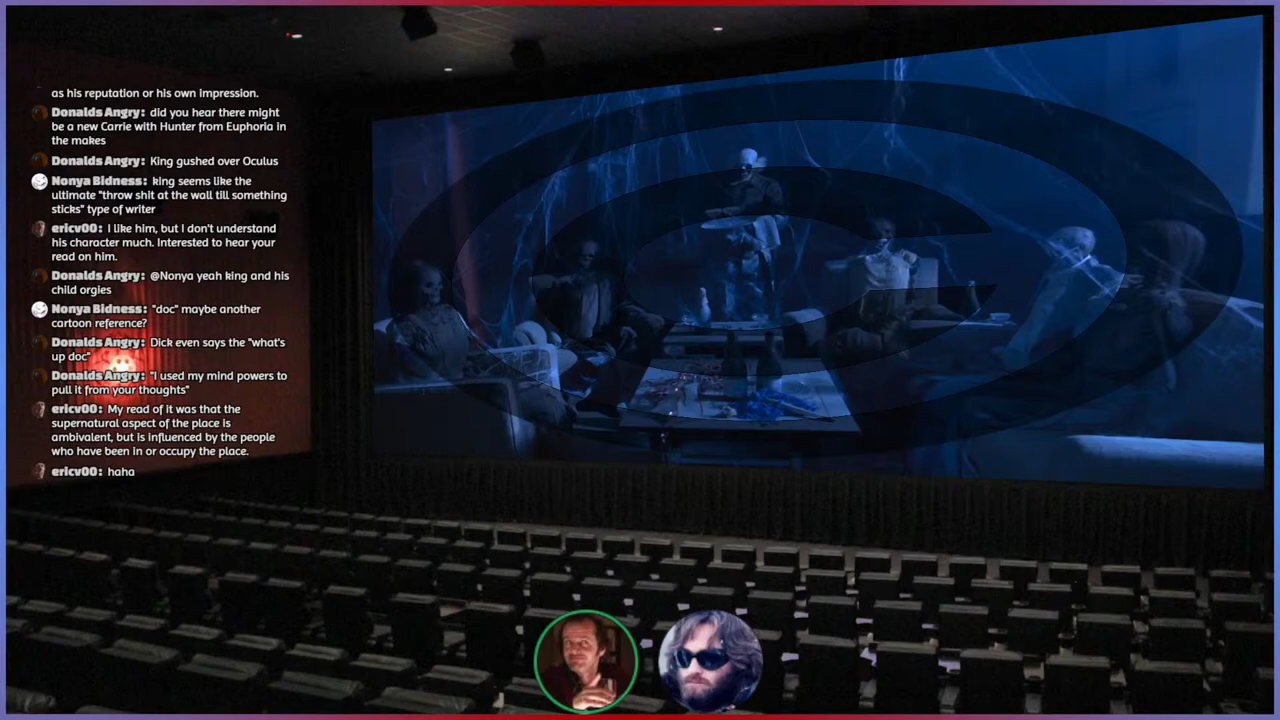 as his reputation or his own impression.
Donalds Angry: did you hear there might
be a new Carrie with Hunter from Euphoria in
the makes
Donalds Angry: King gushed over Oculus
Nonya Bidness: king seems like the
ultimate "throw shit at the wall till something
sticks" type of writer
ericv00: I like him, but I don't understand
his character much. Interested to hear your
read on him.
Donalds Angry: @Nonya yeah king and his
child orgies
Nonya Bidness: "doc" maybe another
cartoon reference?
Donalds Angry: Dick even says the "what's
up doc"
Donalds Angry: "I used my mind powers to
pull it from your thoughts"
ericv00: My read of it was that the
supernatural aspect of the place is
ambivalent, but is influenced by the people
who have been in or occupy the place.
ericv00: haha